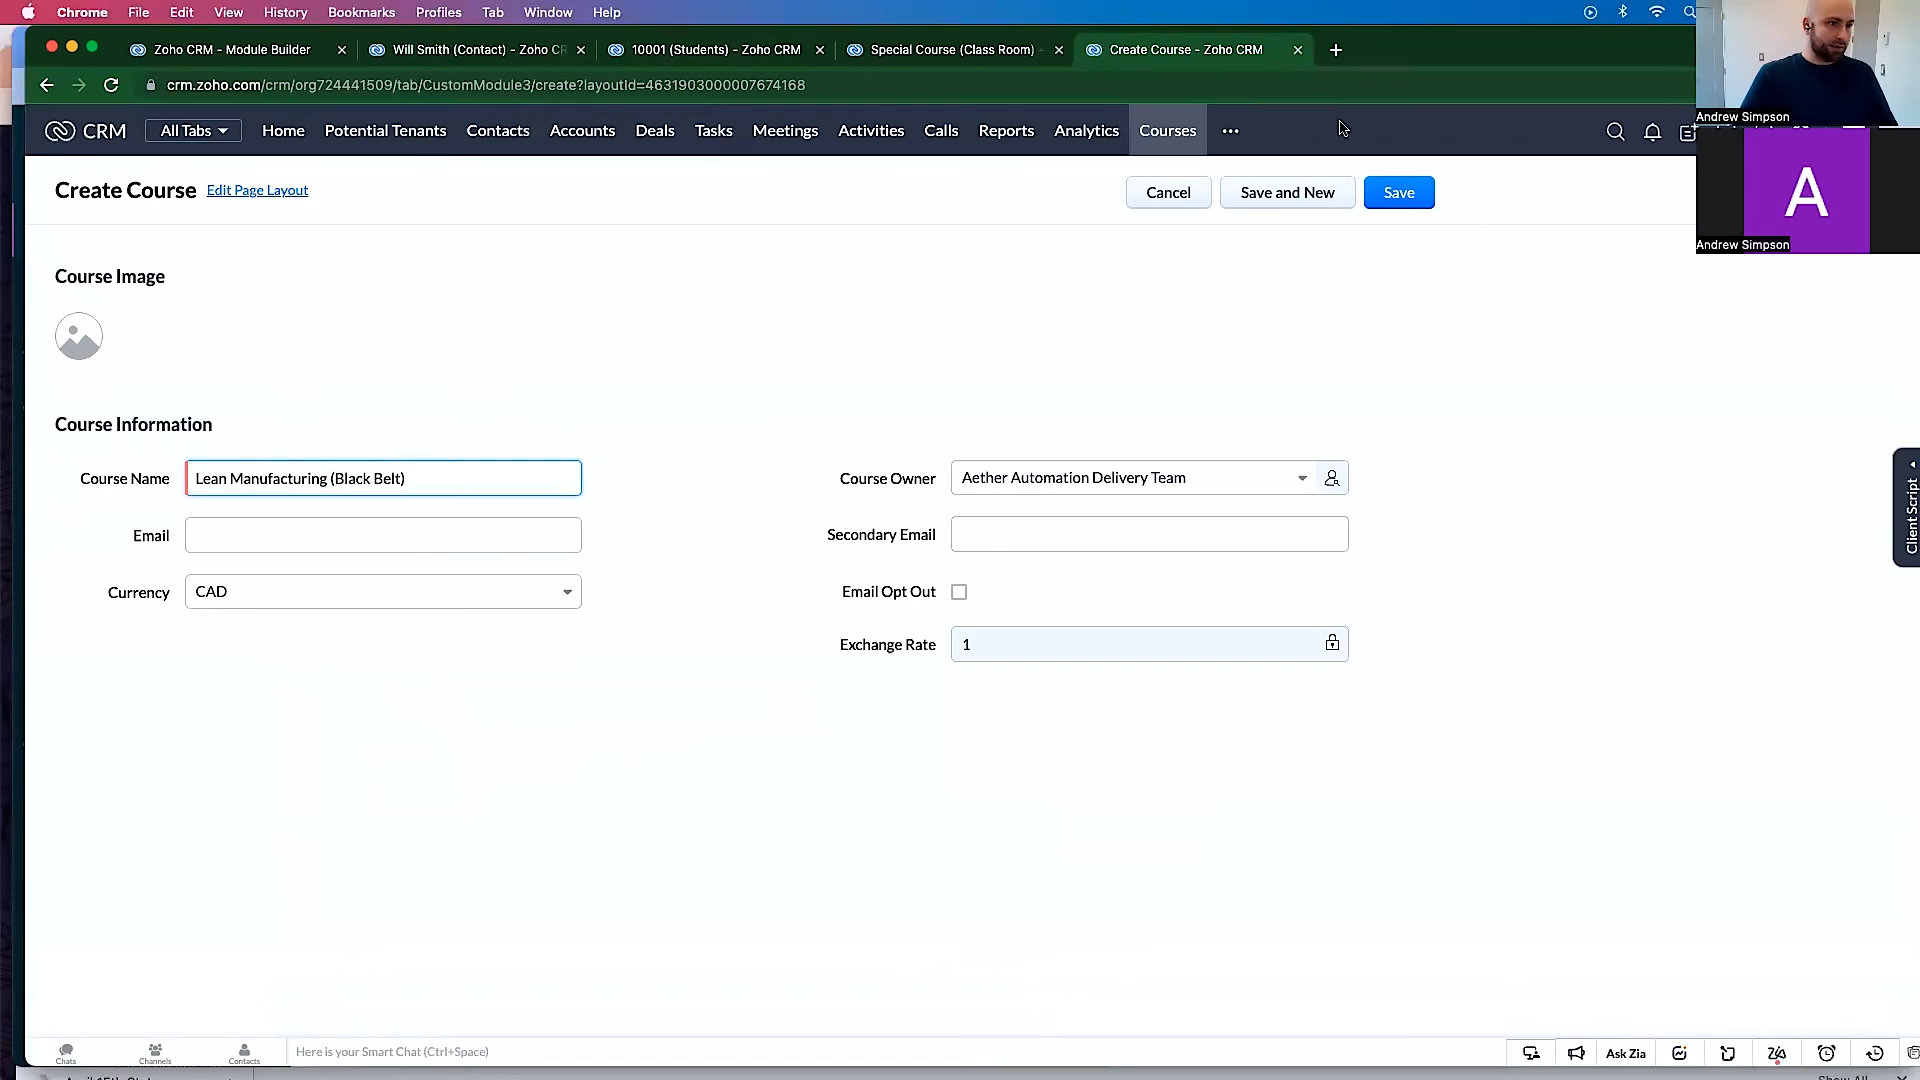 Chrome File Edit View History Bookmarks Profiles Tab Window Help
Zoho CRM - Module Builder Will Smith (Contact) - Zoho CR 10001 (Students) - Zoho CRM Special Course (Class Room) - Create Course - Zoho CRM
crm.zoho.com/crm/org724441509/tab/CustomModule3/create?layoutId=4631903000007674168
CRM All Tabs Home Potential Tenants Contacts Accounts Deals Tasks Meetings Activities Calls Reports Analytics Courses
Andrew Simpson
A
Andrew Simpson
Create Course Edit Page Layout Cancel Save and New Save
Course Image
Course Information
Course Name Lean Manufacturing (Black Belt) Course Owner Aether Automation Delivery Team
Email Secondary Email
Currency CAD Email Opt Out
Exchange Rate 1
Client Script
Chats Channels Contacts Here is your Smart Chat (Ctrl+Space) Ask Zia